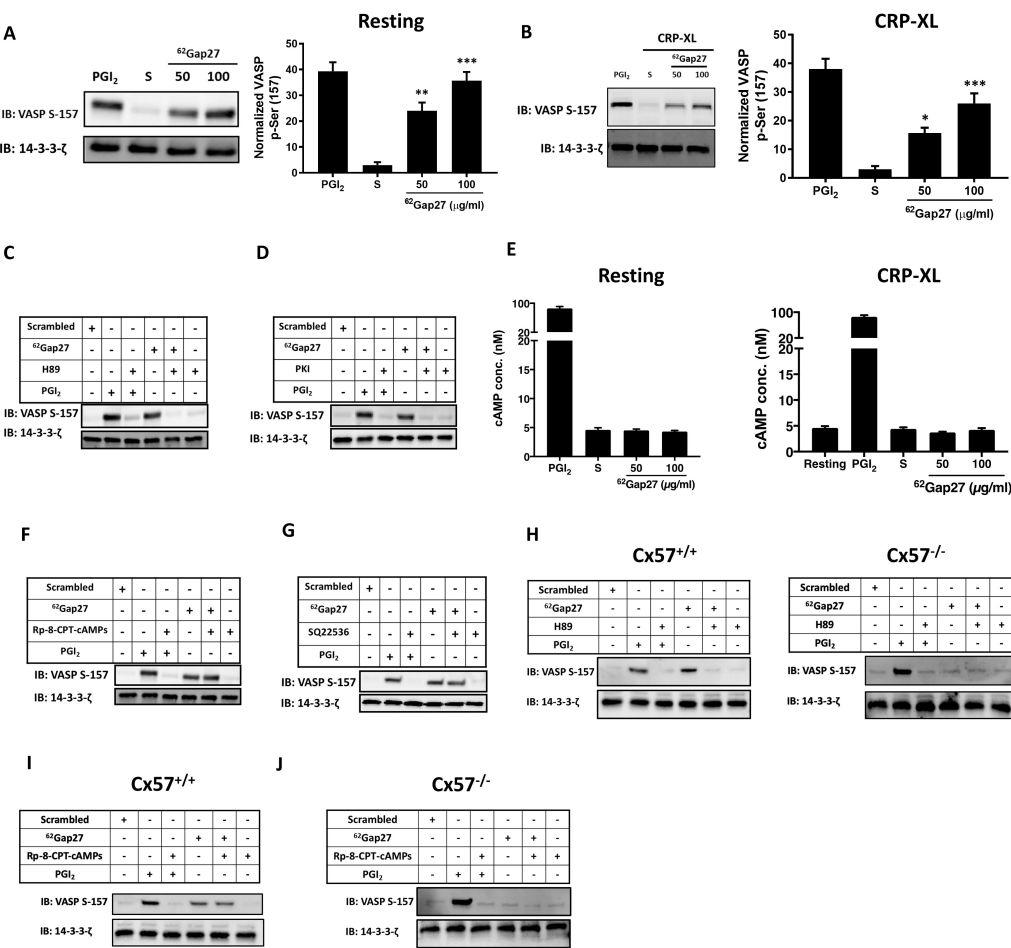 A
Resting
⁶²Gap27
PGI₂ S 50 100
IB: VASP S-157
IB: 14-3-3-ζ
Normalized VASP
p-Ser (157)
50
40
30
20
10
0
**
***
PGI₂ S 50 100
⁶²Gap27 (µg/ml)
B
CRP-XL
CRP-XL
⁶²Gap27
PGI₂ S 50 100
IB: VASP S-157
IB: 14-3-3-ζ
Normalized VASP
p-Ser (157)
50
40
30
20
10
0
*
***
PGI₂ S 50 100
⁶²Gap27 (µg/ml)
C
Scrambled + - - - - -
⁶²Gap27 - - - + + -
H89 - - + - + +
PGI₂ - + + - - -
IB: VASP S-157
IB: 14-3-3-ζ
D
Scrambled + - - - - -
⁶²Gap27 - - - + + -
PKI - - + - + +
PGI₂ - + + - - -
IB: VASP S-157
IB: 14-3-3-ζ
E
Resting
cAMP conc. (nM)
100
20
20
15
10
5
0
PGI₂ S 50 100
⁶²Gap27 (µg/ml)
CRP-XL
cAMP conc. (nM)
100
20
20
15
10
5
0
Resting PGI₂ S 50 100
⁶²Gap27 (µg/ml)
F
Scrambled + - - - - -
⁶²Gap27 - - - + + -
Rp-8-CPT-cAMPs - - + - + +
PGI₂ - + + - - -
IB: VASP S-157
IB: 14-3-3-ζ
G
Scrambled + - - - - -
⁶²Gap27 - - - + + -
SQ22536 - - + - + +
PGI₂ - + + - - -
IB: VASP S-157
IB: 14-3-3-ζ
H
Cx57⁺/⁺
Scrambled + - - - - -
⁶²Gap27 - - - + + -
H89 - - + - + +
PGI₂ - + + - - -
IB: VASP S-157
IB: 14-3-3-ζ
Cx57⁻/⁻
Scrambled + - - - - -
⁶²Gap27 - - - + + -
H89 - - + - + +
PGI₂ - + + - - -
IB: VASP S-157
IB: 14-3-3-ζ
I
Cx57⁺/⁺
Scrambled + - - - - -
⁶²Gap27 - - - + + -
Rp-8-CPT-cAMPs - - + - + +
PGI₂ - + + - - -
IB: VASP S-157
IB: 14-3-3-ζ
J
Cx57⁻/⁻
Scrambled + - - - - -
⁶²Gap27 - - - + + -
Rp-8-CPT-cAMPs - - + - + +
PGI₂ - + + - - -
IB: VASP S-157
IB: 14-3-3-ζ